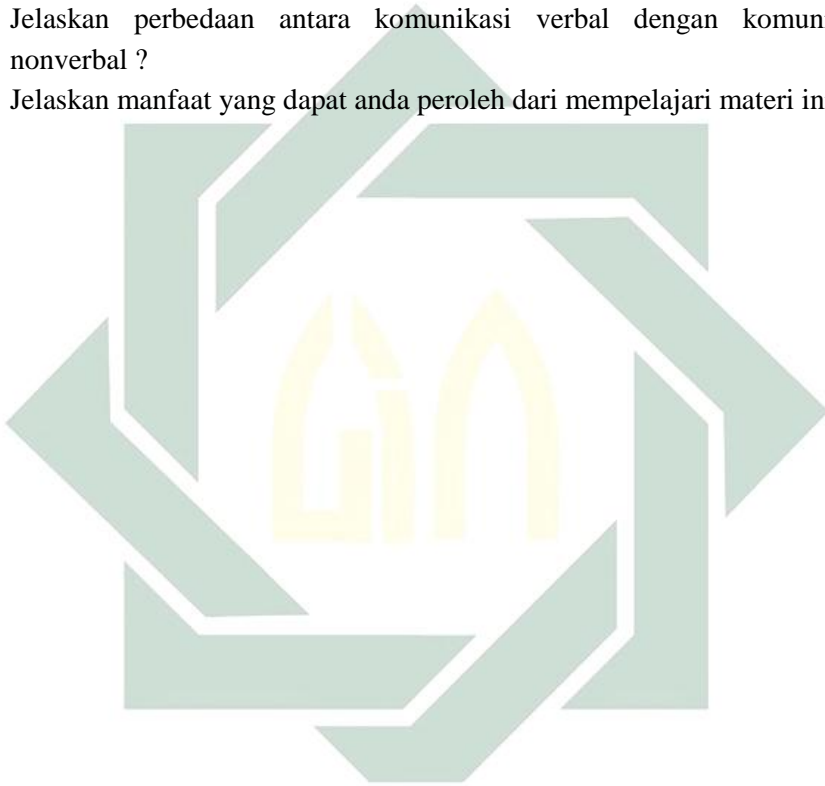 Jelaskan perbedaan antara komunikasi verbal dengan komun
nonverbal ?
Jelaskan manfaat yang dapat anda peroleh dari mempelajari materi in